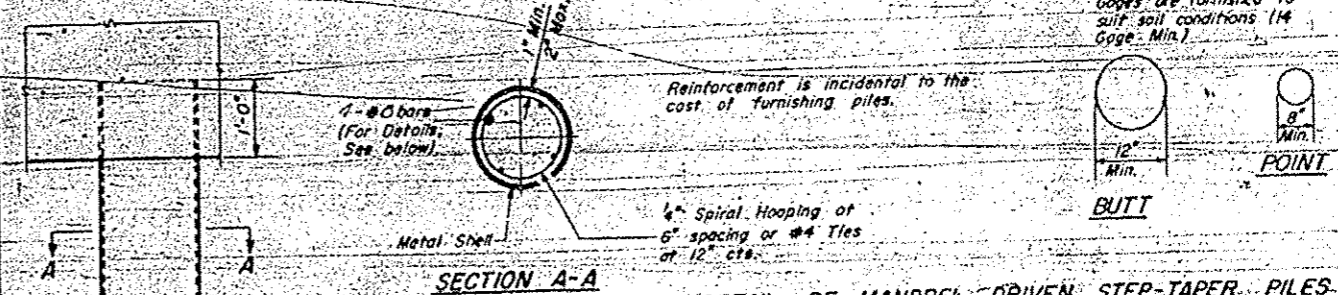 1" Min.
2" Max.
Gages are furnished to
suit soil conditions (14
Gage Min.)
1'-0"
4-#6 bars
(For Details,
See below)
Reinforcement is incidental to the
cost of furnishing piles.
12"
Min.
8"
Min.
POINT
BUTT
1/4" Spiral Hooping at
6" spacing or #4 Ties
at 12" cts.
Metal Shell
A
A
SECTION A-A
OF MANDREL DRIVEN STEP-TAPER PILES